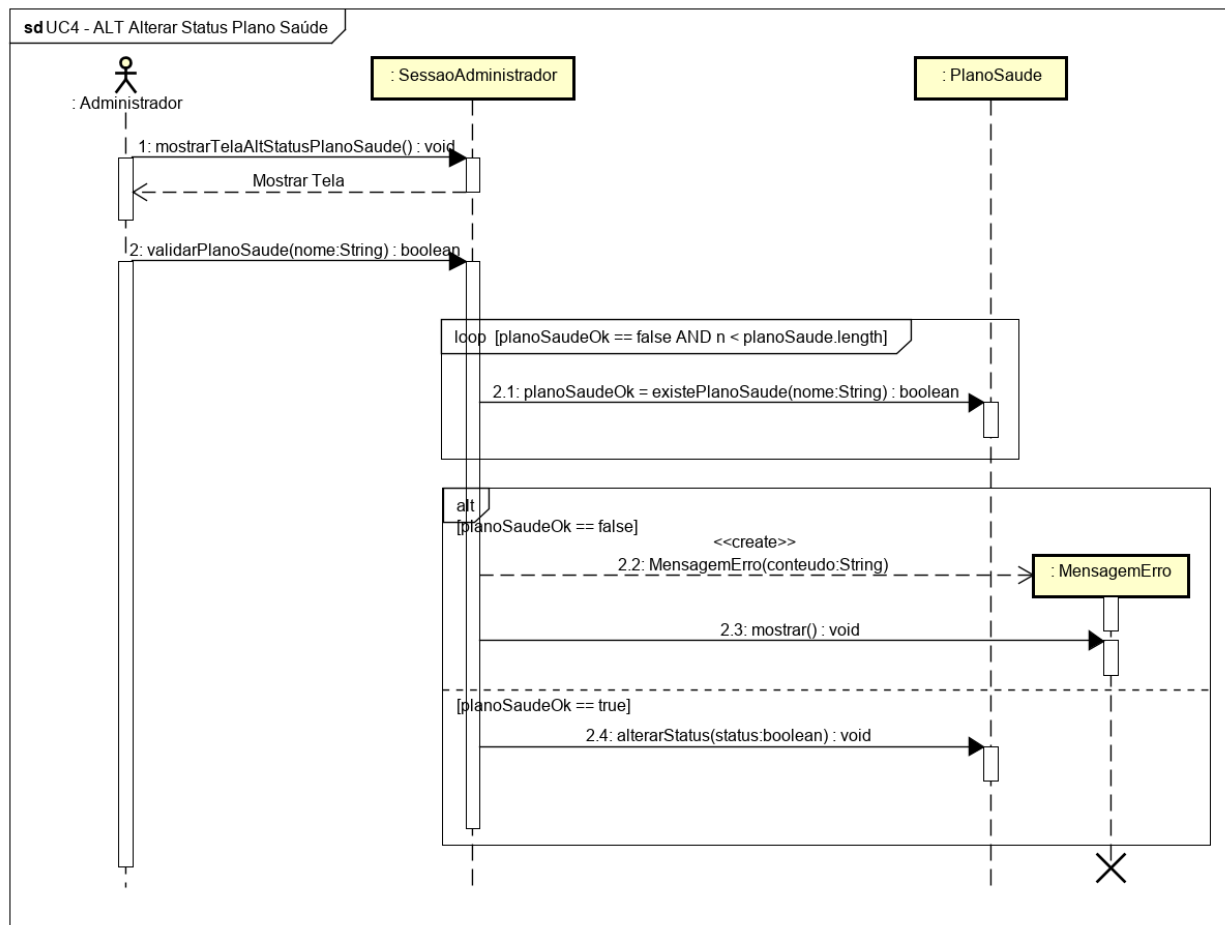 sd UC4 - ALT Alterar Status Plano Saúde
: Administrador
: SessaoAdministrador
: PlanoSaude
1: mostrarTelaAltStatusPlanoSaude() : void
Mostrar Tela
2: validarPlanoSaude(nome:String) : boolean
loop [planoSaudeOk == false AND n < planoSaude.length]
2.1: planoSaudeOk = existePlanoSaude(nome:String) : boolean
alt
[planoSaudeOk == false]
<<create>>
2.2: MensagemErro(conteudo:String)
: MensagemErro
2.3: mostrar() : void
[planoSaudeOk == true]
2.4: alterarStatus(status:boolean) : void